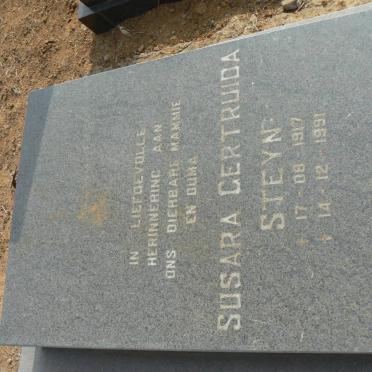 IN LIEFDEVOLLE
HERINNERING AAN
ONS DIERBARE MAMMIE
EN OUMA
SUSARA GERTRUIDA
STEYN
* 17 - 08 - 1917
† 14 - 12 - 1991